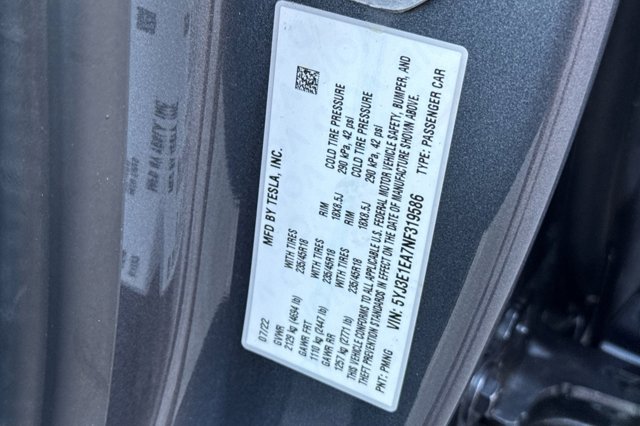 MFD BY TESLA, INC.
07/22
GVWR
2129 kg (4694 lb)
GAWR FRT WITH TIRES RIM COLD TIRE PRESSURE
1110 kg (2447 lb) 235/45R18 18X8.5J 290 kPa, 42 psi
GAWR RR WITH TIRES RIM COLD TIRE PRESSURE
1257 kg (2771 lb) 235/45R18 18X8.5J 290 kPa, 42 psi
THIS VEHICLE CONFORMS TO ALL APPLICABLE U.S. FEDERAL MOTOR VEHICLE SAFETY, BUMPER, AND
THEFT PREVENTION STANDARDS IN EFFECT ON THE DATE OF MANUFACTURE SHOWN ABOVE.
VIN: 5YJ3E1EA7NF319586 TYPE: PASSENGER CAR
PNT: PMNG